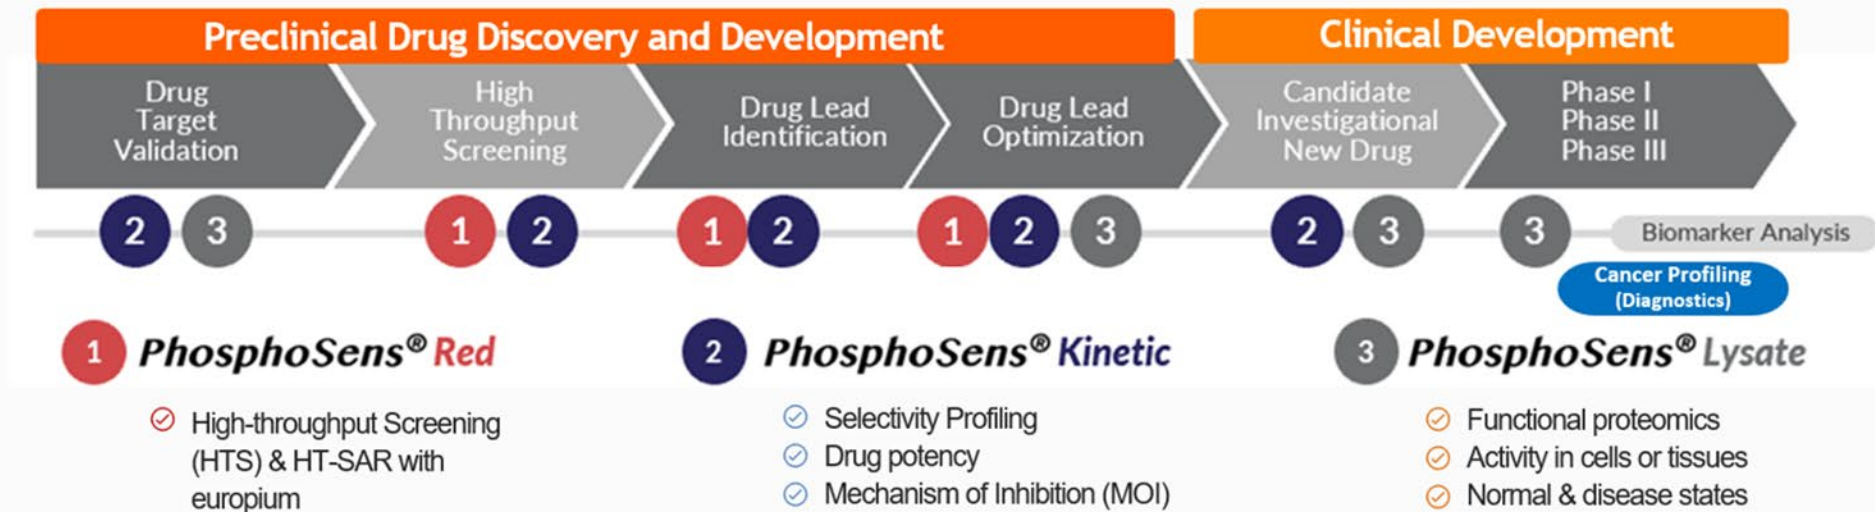 Preclinical Drug Discovery and Development
Clinical Development
Drug
Target
Validation
High
Throughput
Screening
Drug Lead
Identification
Drug Lead
Optimization
Candidate
Investigational
New Drug
Phase I
Phase II
Phase III
2 3 1 2 1 2 1 2 3 2 3 3 Biomarker Analysis
Cancer Profiling
(Diagnostics)
1 PhosphoSens® Red
High-throughput Screening
(HTS) & HT-SAR with
europium
2 PhosphoSens® Kinetic
Selectivity Profiling
Drug potency
Mechanism of Inhibition (MOI)
3 PhosphoSens® Lysate
Functional proteomics
Activity in cells or tissues
Normal & disease states